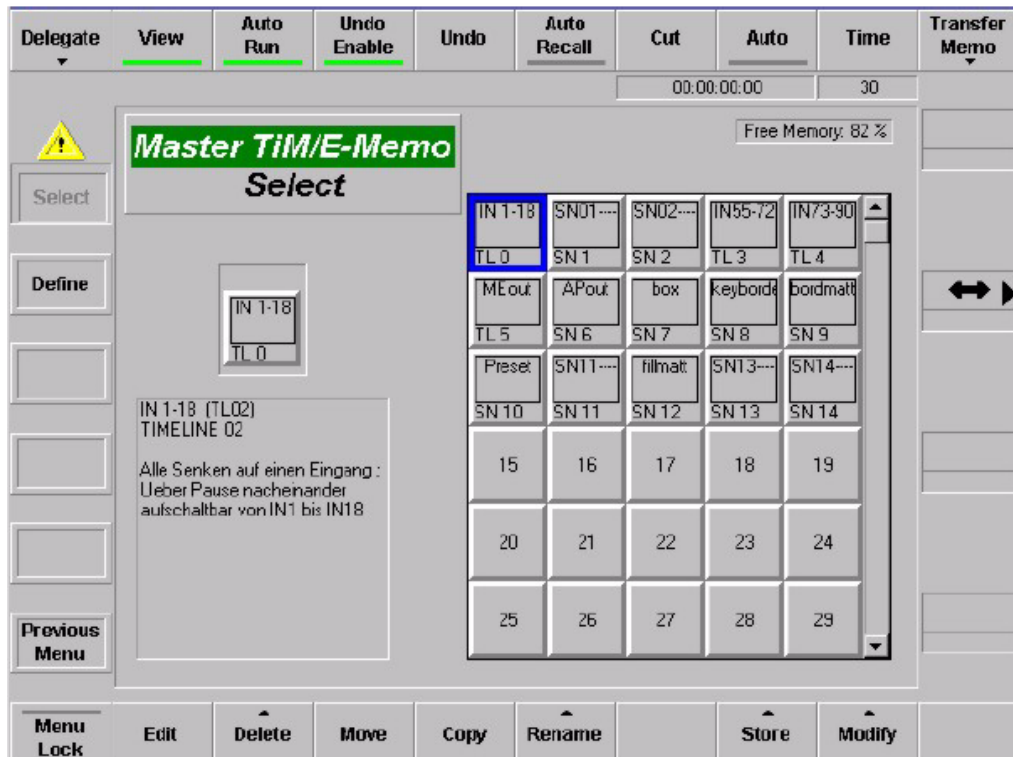 Delegate View Auto Run Undo Enable Undo Auto Recall Cut Auto Time Transfer Memo
00:00:00:00 30
Master TiM/E-Memo
Select
Free Memory: 82 %
Select
Define
Previous Menu
IN 1-18
TL 0
IN 1-18 (TL02)
TIMELINE 02
Alle Senken auf einen Eingang :
Ueber Pause nacheinander
aufschaltbar von IN1 bis IN18
IN 1-18 SN01---- SN02---- IN55-72 IN73-90
TL 0 SN 1 SN 2 TL 3 TL 4
MEout APout box keyborde bordmatt
TL 5 SN 6 SN 7 SN 8 SN 9
Preset SN11---- fillmatt SN13---- SN14----
SN 10 SN 11 SN 12 SN 13 SN 14
15 16 17 18 19
20 21 22 23 24
25 26 27 28 29
Menu Lock Edit Delete Move Copy Rename Store Modify